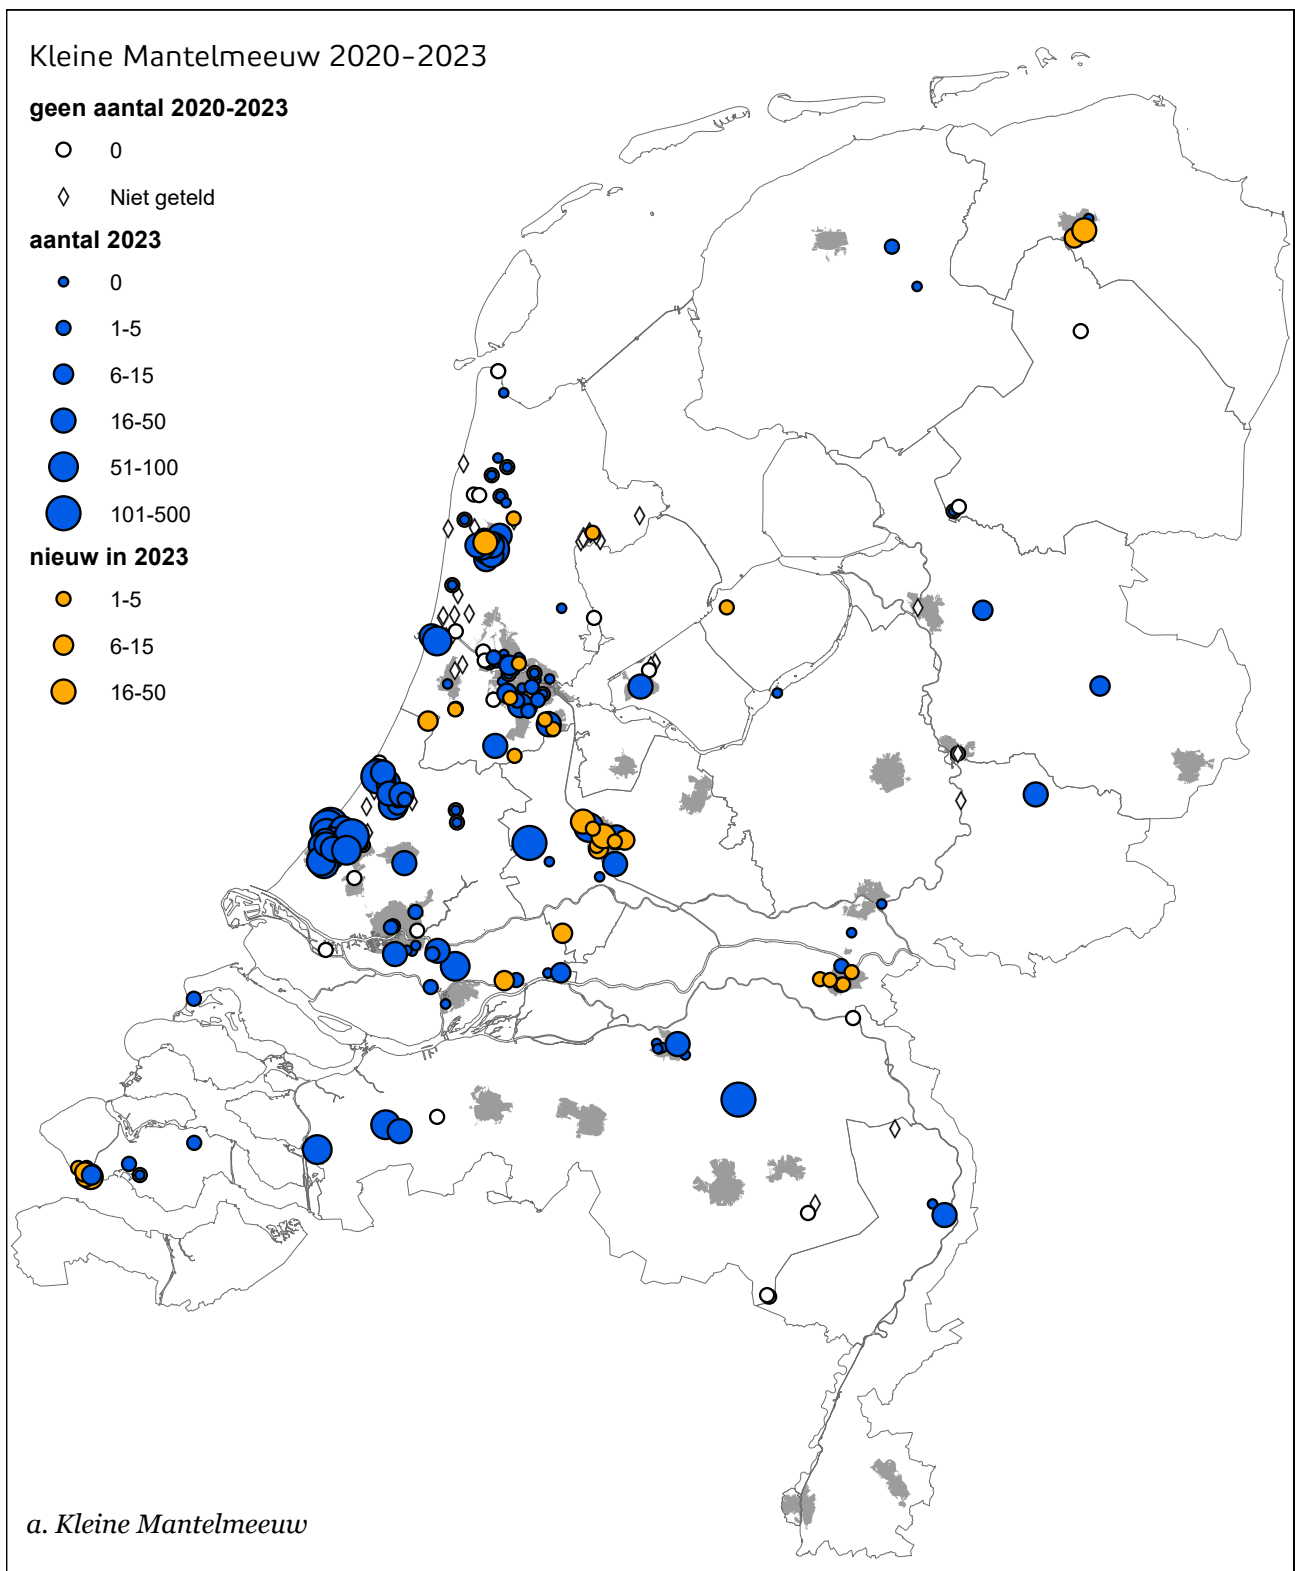 Kleine Mantelmeeuw 2020-2023
geen aantal 2020-2023
0
Niet geteld
aantal 2023
0
1-5
6-15
16-50
51-100
101-500
nieuw in 2023
1-5
6-15
16-50
a. Kleine Mantelmeeuw